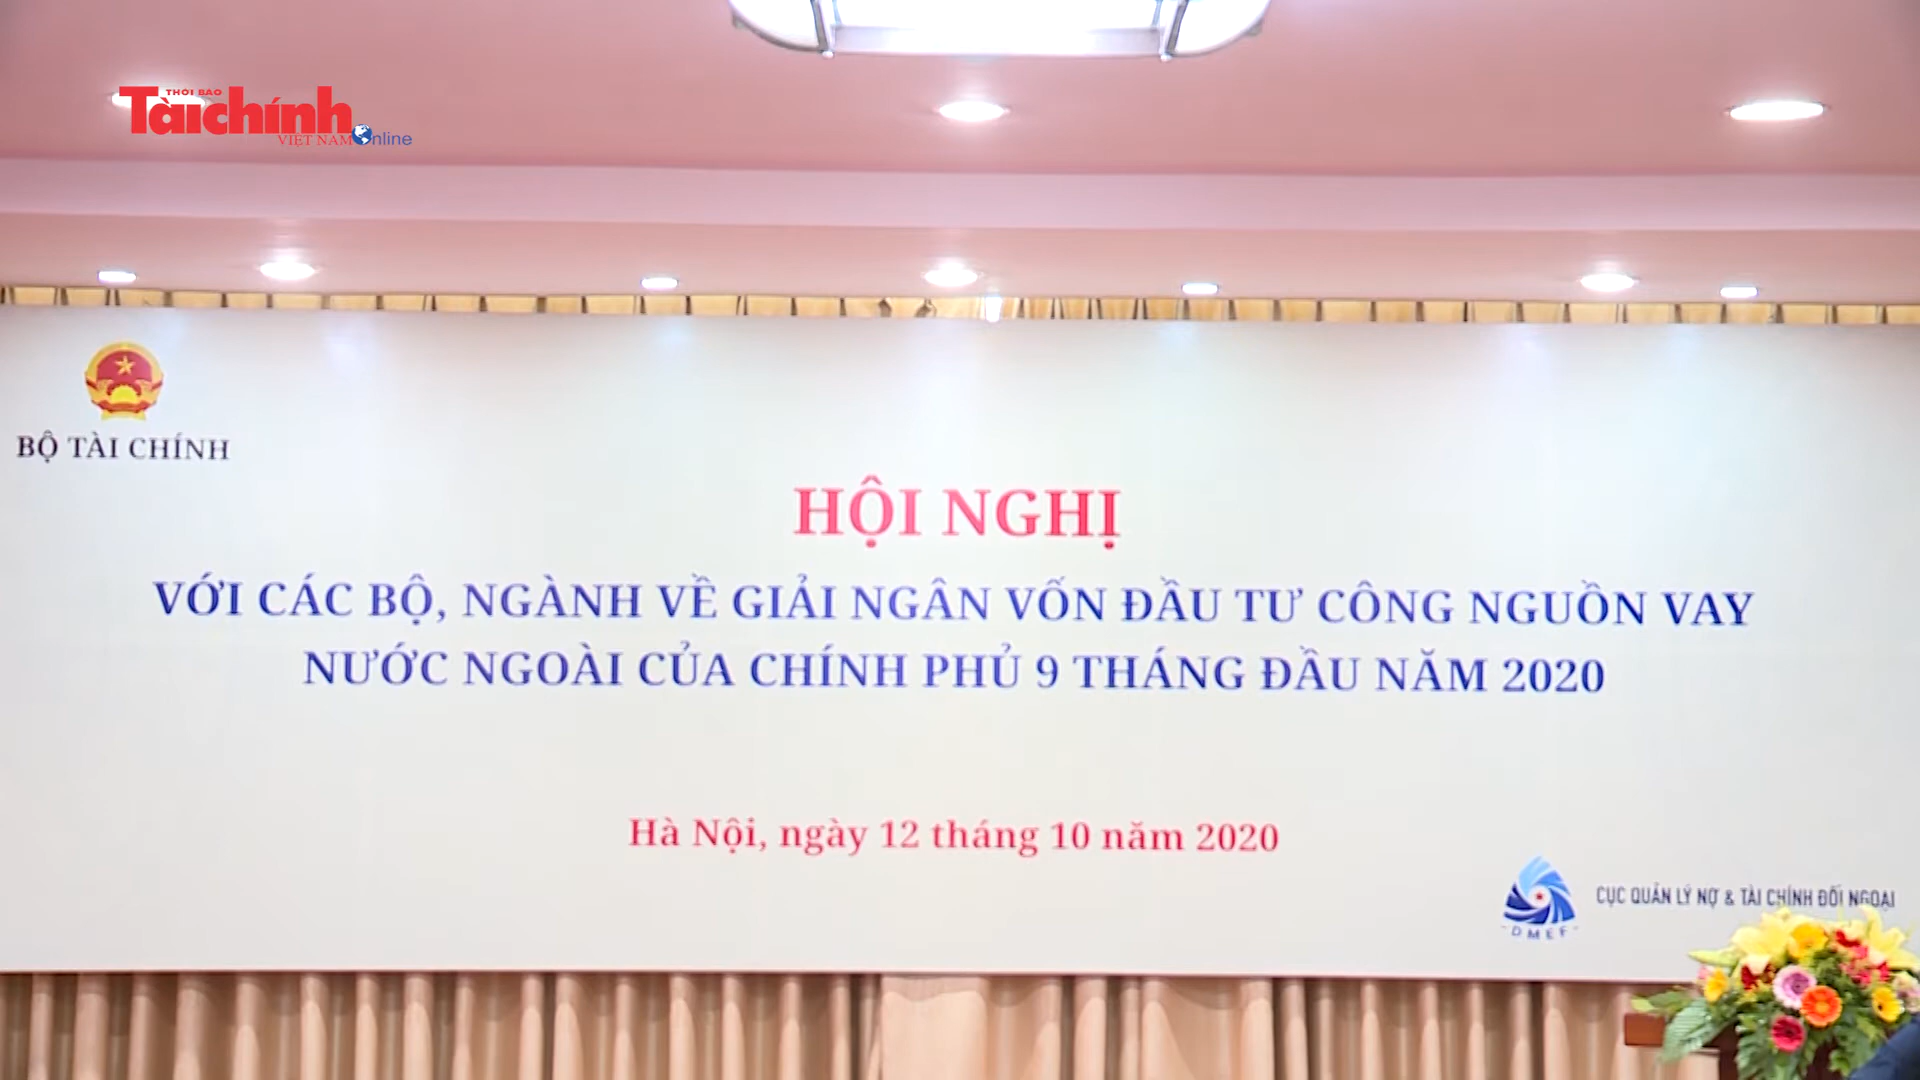 THỜI BÁO
Tàichính
VIỆT NAM Online
BỘ TÀI CHÍNH
HỘI NGHỊ
VỚI CÁC BỘ, NGÀNH VỀ GIẢI NGÂN VỐN ĐẦU TƯ CÔNG NGUỒN VAY
NƯỚC NGOÀI CỦA CHÍNH PHỦ 9 THÁNG ĐẦU NĂM 2020
Hà Nội, ngày 12 tháng 10 năm 2020
CỤC QUẢN LÝ NỢ & TÀI CHÍNH ĐỐI NGOẠI
DMEF